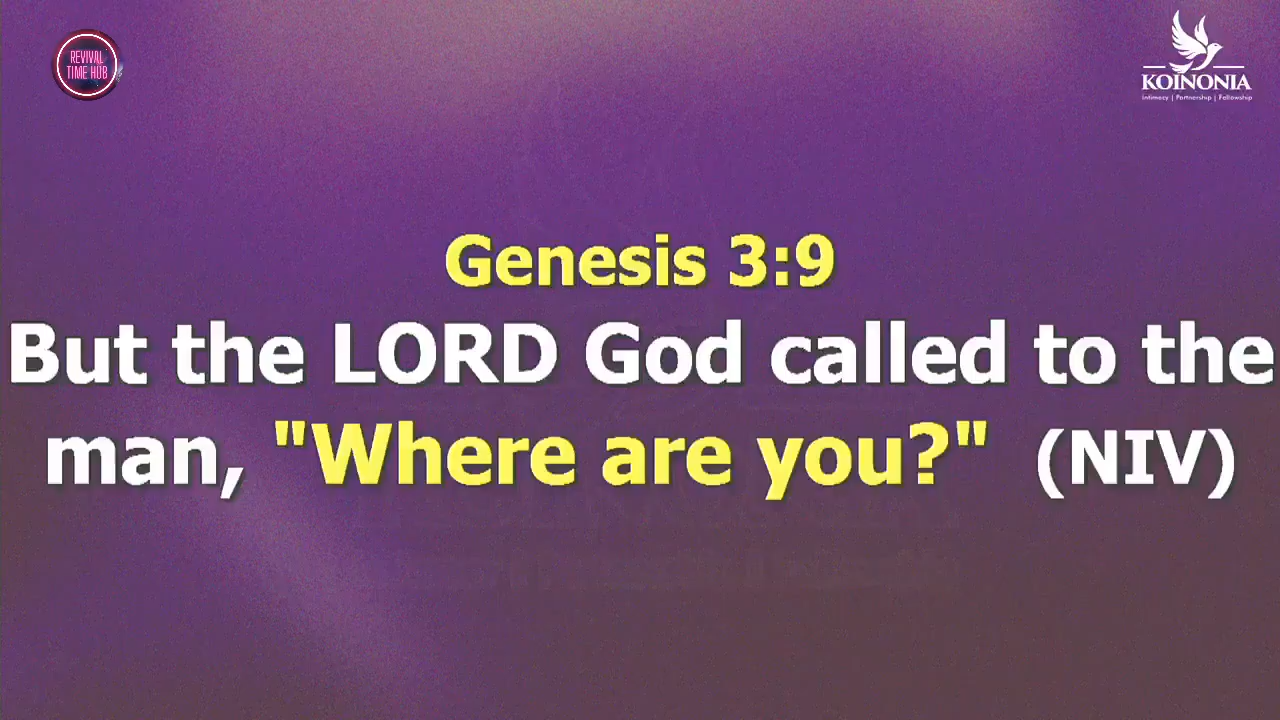 REVIVAL
TIME HUB
KOINONIA
Intimacy | Partnership | Fellowship
Genesis 3:9
But the LORD God called to the
man, "Where are you?" (NIV)